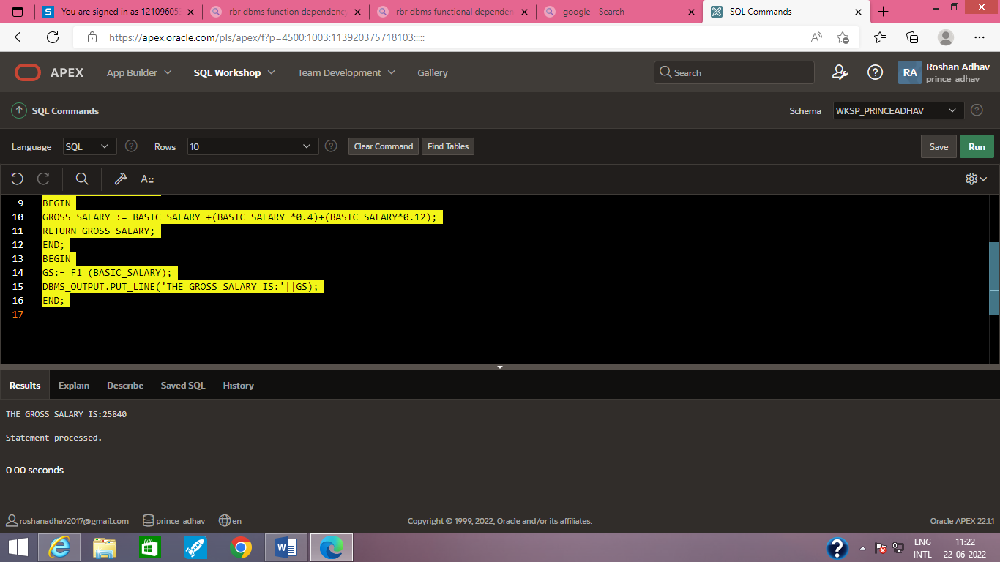 You are signed in as 12109605
rbr dbms function dependency
rbr dbms functional depender
google - Search
SQL Commands
https://apex.oracle.com/pls/apex/f?p=4500:1003:113920375718103:::::
APEX
App Builder
SQL Workshop
Team Development
Gallery
Search
RA
Roshan Adhav
prince_adhav
SQL Commands
Schema
WKSP_PRINCEADHAV
Language
SQL
Rows
10
Clear Command
Find Tables
Save
Run
A::
9 BEGIN
10 GROSS_SALARY := BASIC_SALARY +(BASIC_SALARY *0.4)+(BASIC_SALARY*0.12);
11 RETURN GROSS_SALARY;
12 END;
13 BEGIN
14 GS:= F1 (BASIC_SALARY);
15 DBMS_OUTPUT.PUT_LINE('THE GROSS SALARY IS:'||GS);
16 END;
17
Results
Explain
Describe
Saved SQL
History
THE GROSS SALARY IS:25840
Statement processed.
0.00 seconds
roshanadhav2017@gmail.com
prince_adhav
en
Copyright © 1999, 2022, Oracle and/or its affiliates.
Oracle APEX 22.1.1
ENG
INTL
11:22
22-06-2022